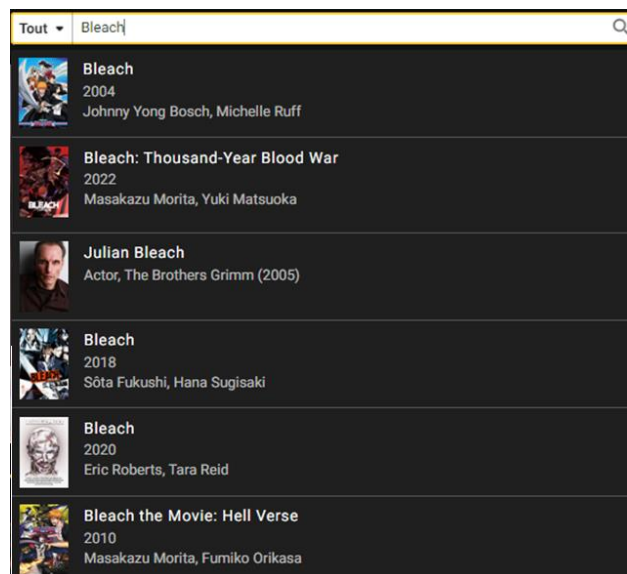 Tout
Bleach
Bleach
2004
Johnny Yong Bosch, Michelle Ruff
Bleach: Thousand-Year Blood War
2022
Masakazu Morita, Yuki Matsuoka
BLEACH
Julian Bleach
Actor, The Brothers Grimm (2005)
Bleach
2018
Sôta Fukushi, Hana Sugisaki
Bleach
2020
Eric Roberts, Tara Reid
Bleach the Movie: Hell Verse
2010
Masakazu Morita, Fumiko Orikasa